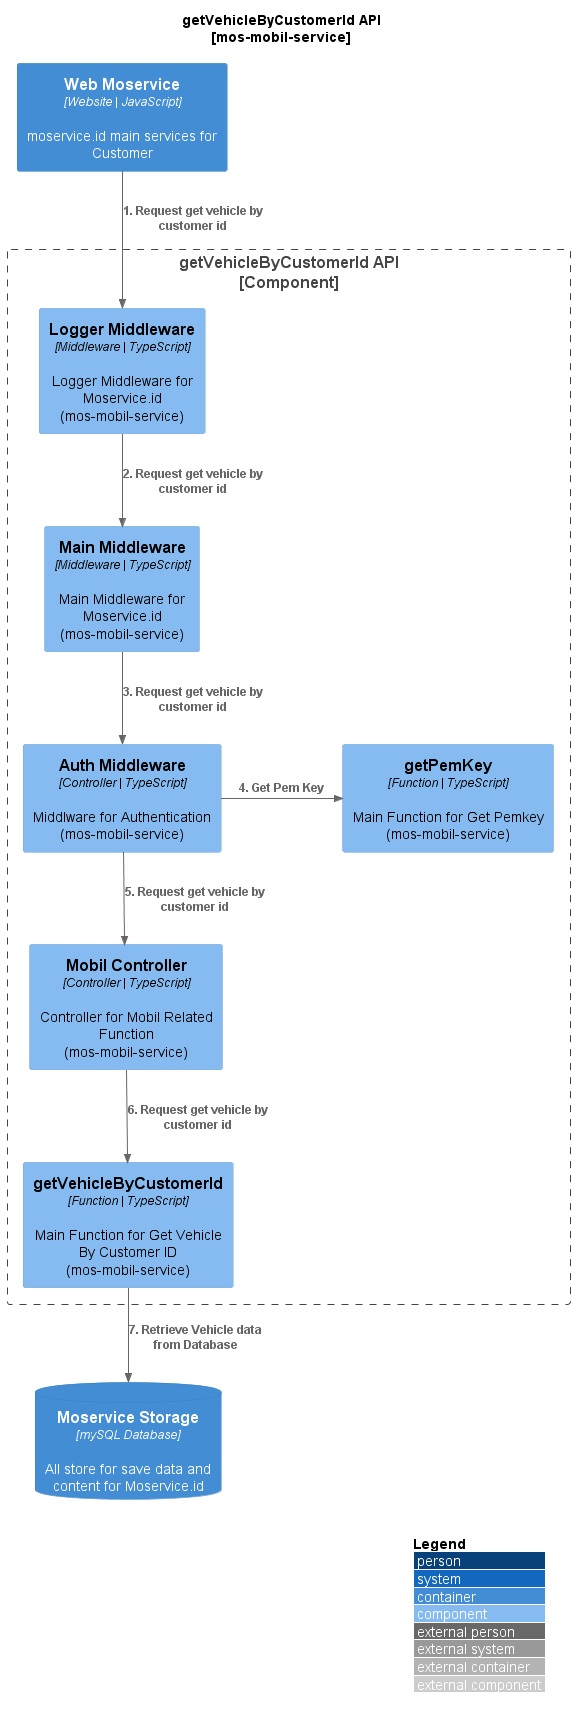 getVehicleByCustomerId API
[mos-mobil-service]
Web Moservice
[Website | JavaScript]
moservice.id main services for
Customer
1. Request get vehicle by
customer id
getVehicleByCustomerId API
[Component]
Logger Middleware
[Middleware | TypeScript]
Logger Middleware for
Moservice.id
(mos-mobil-service)
2. Request get vehicle by
customer id
Main Middleware
[Middleware | TypeScript]
Main Middleware for
Moservice.id
(mos-mobil-service)
3. Request get vehicle by
customer id
Auth Middleware
[Controller | TypeScript]
Middlware for Authentication
(mos-mobil-service)
4. Get Pem Key
getPemKey
[Function | TypeScript]
Main Function for Get Pemkey
(mos-mobil-service)
5. Request get vehicle by
customer id
Mobil Controller
[Controller | TypeScript]
Controller for Mobil Related
Function
(mos-mobil-service)
6. Request get vehicle by
customer id
getVehicleByCustomerId
[Function | TypeScript]
Main Function for Get Vehicle
By Customer ID
(mos-mobil-service)
7. Retrieve Vehicle data
from Database
Moservice Storage
[mySQL Database]
All store for save data and
content for Moservice.id
Legend
person
system
container
component
external person
external system
external container
external component